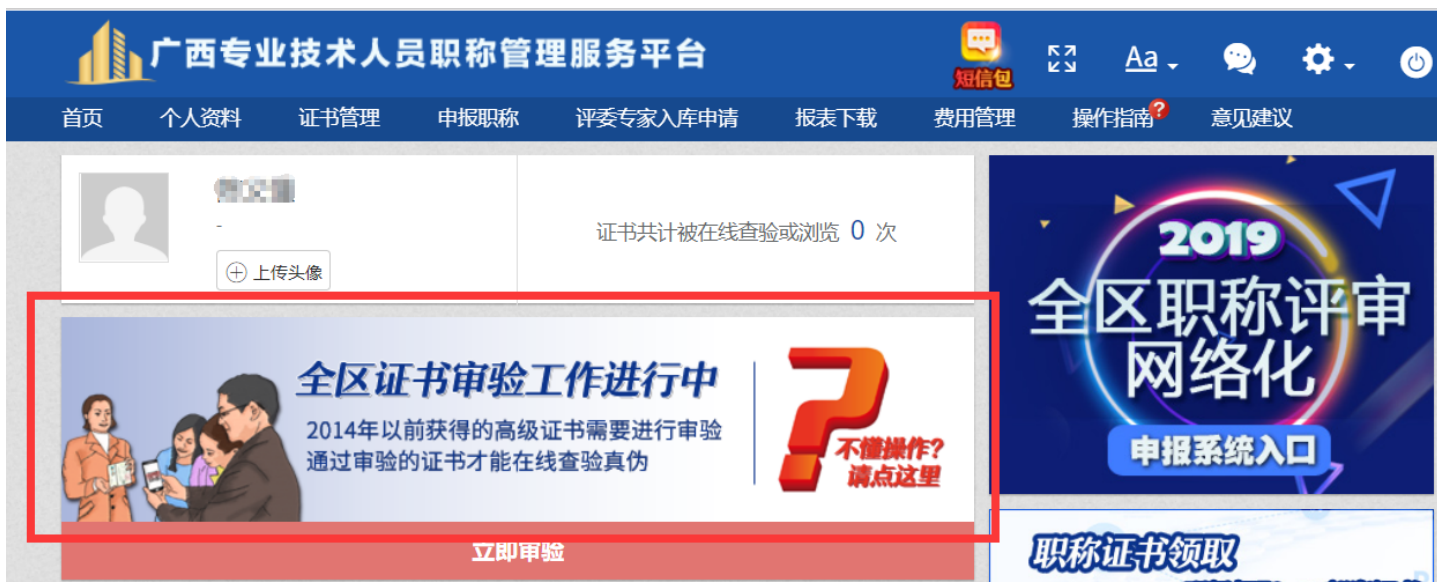 广西专业技术人员职称管理服务平台
短信包
Aa
首页 个人资料 证书管理 申报职称 评委专家入库申请 报表下载 费用管理 操作指南? 意见建议
-
上传头像
证书共计被在线查验或浏览 0 次
全区证书审验工作进行中
2014年以前获得的高级证书需要进行审验
通过审验的证书才能在线查验真伪
?
不懂操作?
请点这里
立即审验
2019
全区职称评审
网络化
申报系统入口
职称证书领取